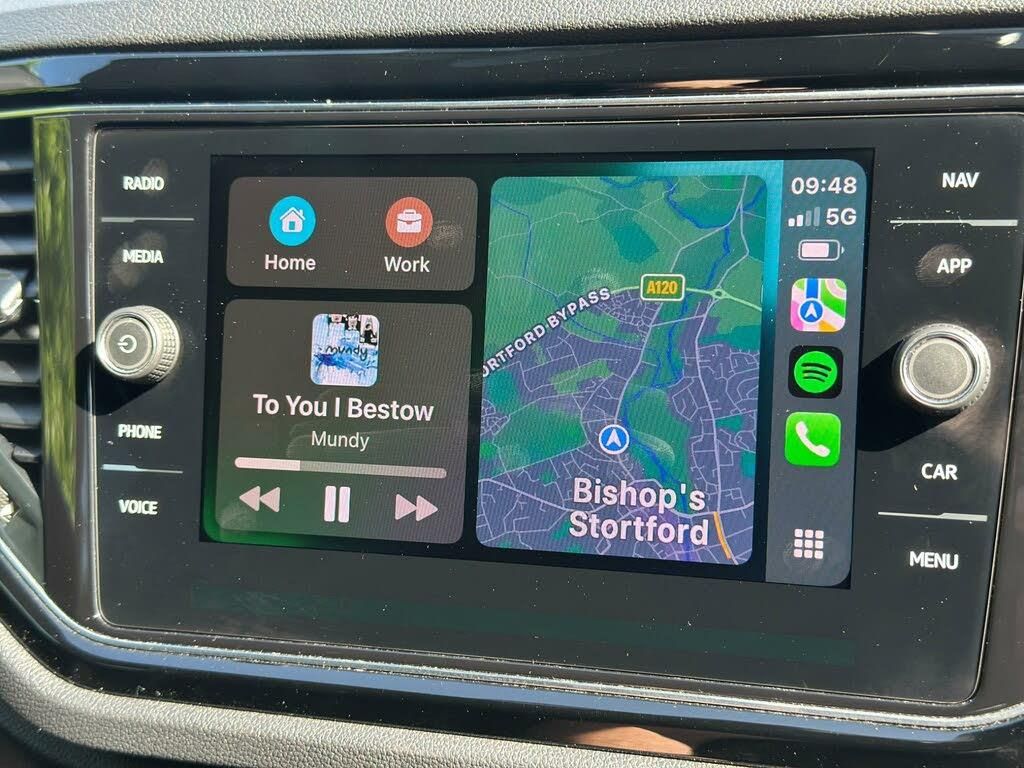 RADIO
MEDIA
PHONE
VOICE
Home
Work
mundy
To You I Bestow
Mundy
A120
ORTFORD BYPASS
Bishop's
Stortford
09:48
5G
NAV
APP
CAR
MENU